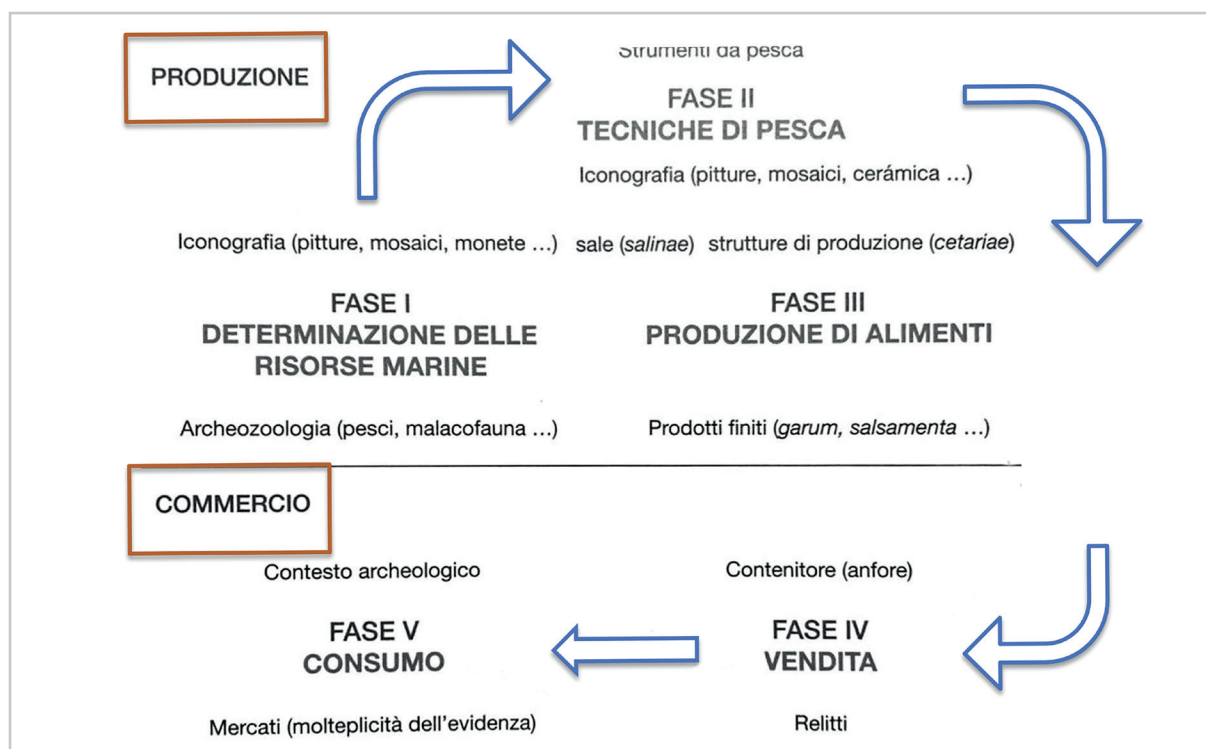 PRODUZIONE
Strumenti da pesca
FASE II
TECNICHE DI PESCA
Iconografia (pitture, mosaici, cerámica ...)
Iconografia (pitture, mosaici, monete ...)
sale (salinae) strutture di produzione (cetariae)
FASE I
DETERMINAZIONE DELLE
RISORSE MARINE
FASE III
PRODUZIONE DI ALIMENTI
Archeozoologia (pesci, malacofauna ...)
Prodotti finiti (garum, salsamenta ...)
COMMERCIO
Contesto archeologico
Contenitore (anfore)
FASE V
CONSUMO
FASE IV
VENDITA
Mercati (molteplicità dell'evidenza)
Relitti